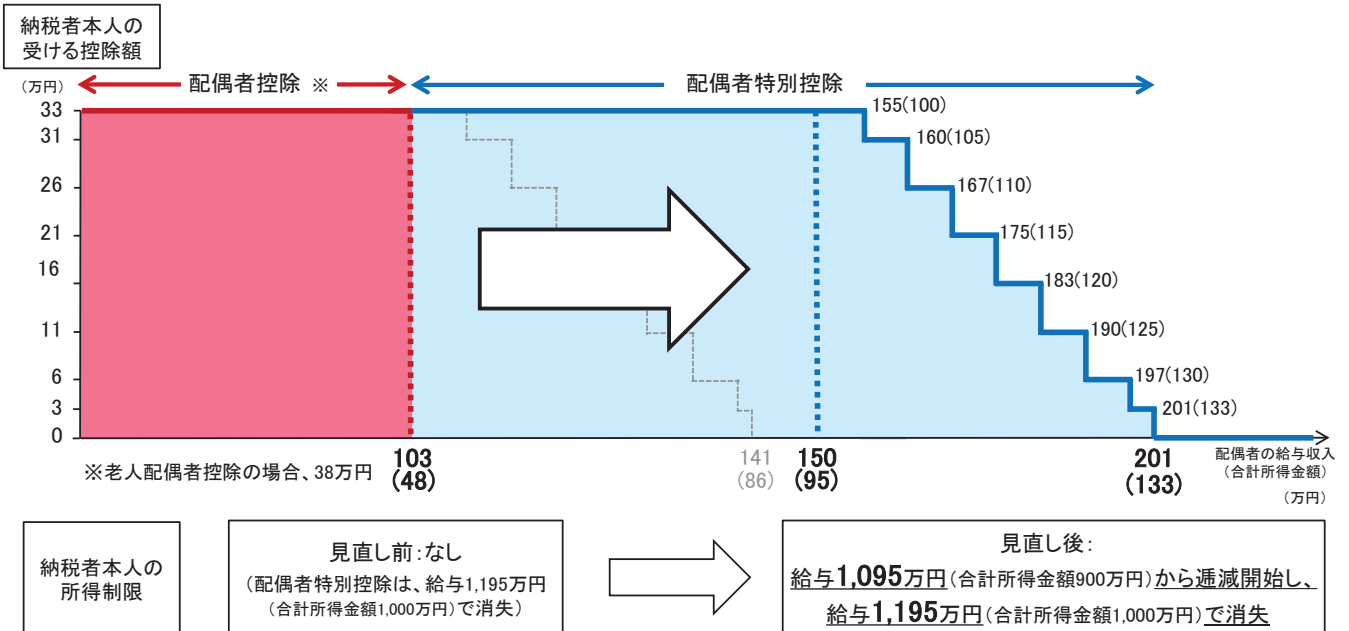 納税者本人の
受ける控除額
(万円)
配偶者控除 ※
配偶者特別控除
33
31
26
21
16
11
6
3
0
155(100)
160(105)
167(110)
175(115)
183(120)
190(125)
197(130)
201(133)
※老人配偶者控除の場合、38万円
103
(48)
141
(86)
150
(95)
201
(133)
配偶者の給与収入
(合計所得金額)
(万円)
納税者本人の
所得制限
見直し前:なし
(配偶者特別控除は、給与1,195万円
(合計所得金額1,000万円)で消失)
見直し後:
給与1,095万円(合計所得金額900万円)から逓減開始し、
給与1,195万円(合計所得金額1,000万円)で消失